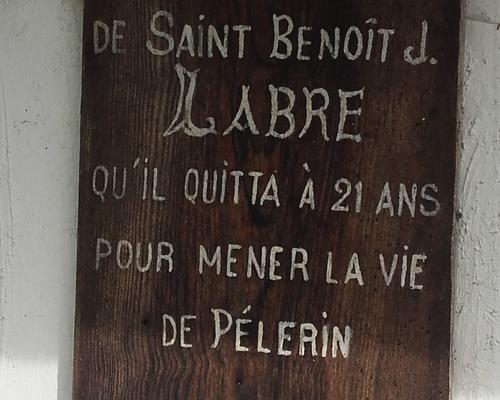 DE SAiNT BENOÎT J.
LABRE
QU'iL QUITTA À 21 ANS
POUR MENER LA ViE
DE PÉLERiN